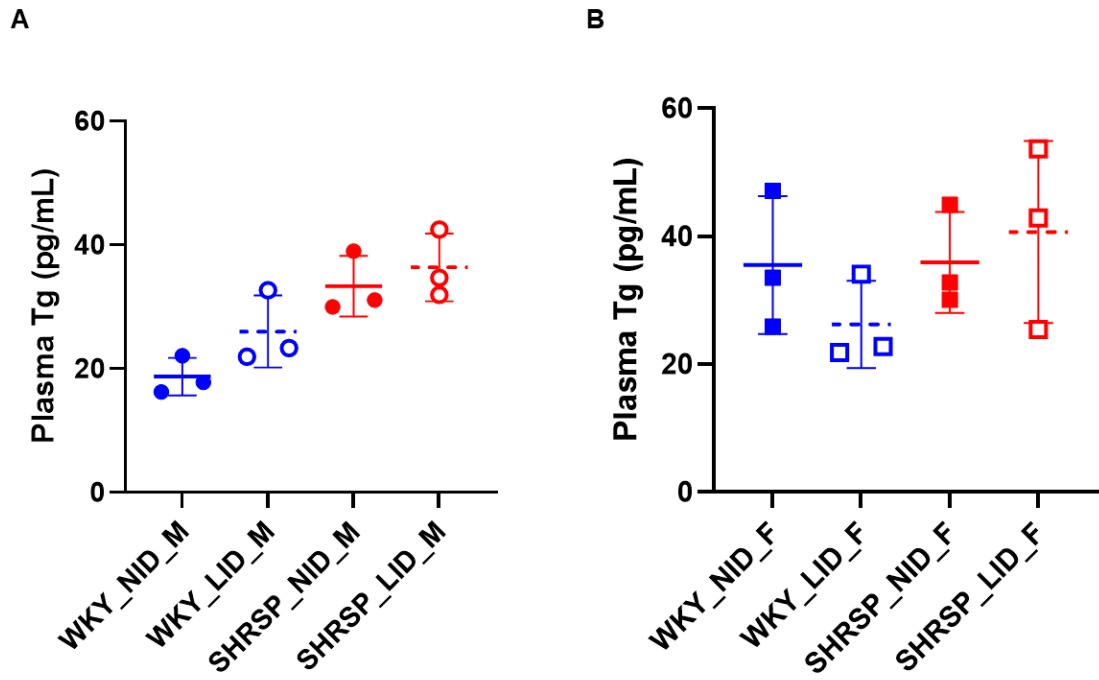 A
Plasma Tg (pg/mL)
60
40
20
0
WKY_NID_M
WKY_LID_M
SHRSP_NID_M
SHRSP_LID_M
B
Plasma Tg (pg/mL)
60
40
20
0
WKY_NID_F
WKY_LID_F
SHRSP_NID_F
SHRSP_LID_F